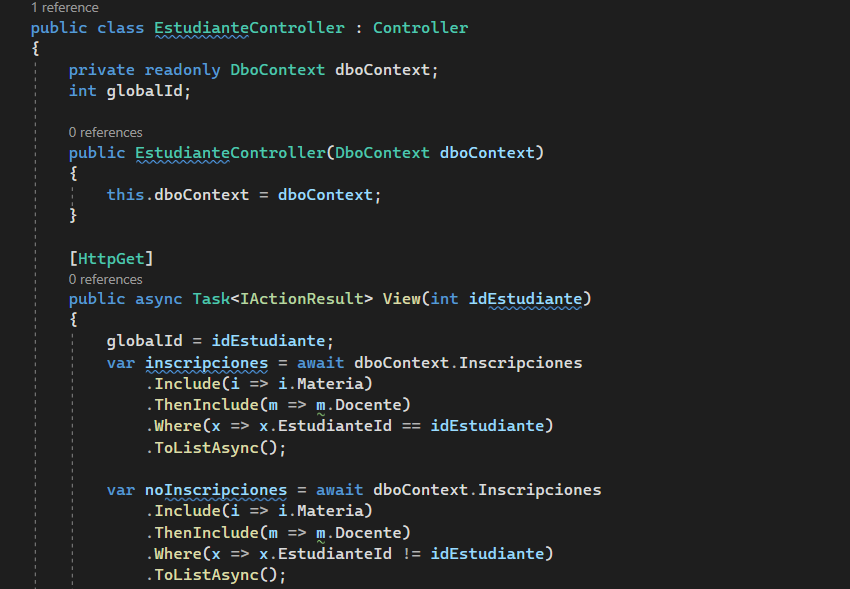 1 reference
public class EstudianteController : Controller
{
private readonly DboContext dboContext;
int globalId;
0 references
public EstudianteController(DboContext dboContext)
{
this.dboContext = dboContext;
}
[HttpGet]
0 references
public async Task<IActionResult> View(int idEstudiante)
{
globalId = idEstudiante;
var inscripciones = await dboContext.Inscripciones
.Include(i => i.Materia)
.ThenInclude(m => m.Docente)
.Where(x => x.EstudianteId == idEstudiante)
.ToListAsync();
var noInscripciones = await dboContext.Inscripciones
.Include(i => i.Materia)
.ThenInclude(m => m.Docente)
.Where(x => x.EstudianteId != idEstudiante)
.ToListAsync();